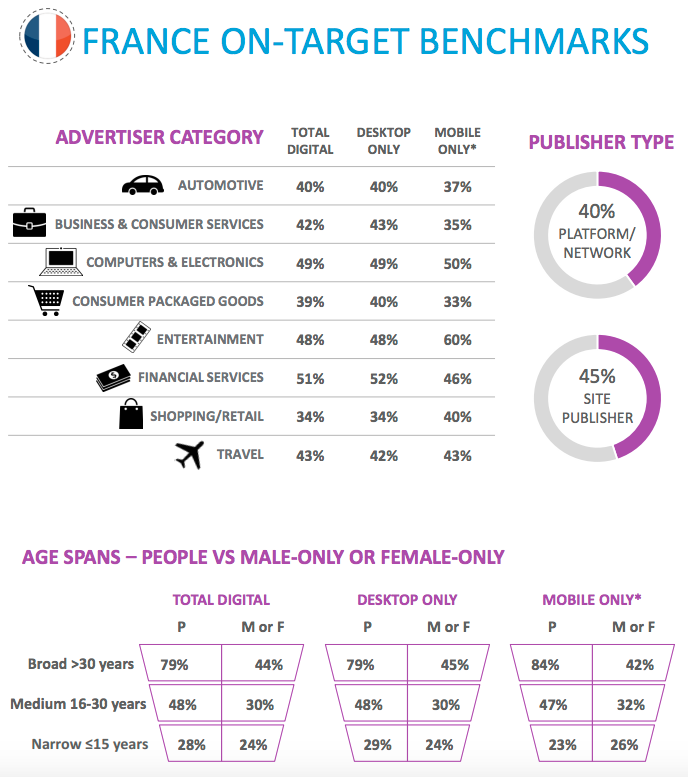 FRANCE ON-TARGET BENCHMARKS
ADVERTISER CATEGORY
TOTAL DIGITAL
DESKTOP ONLY
MOBILE ONLY*
AUTOMOTIVE 40% 40% 37%
BUSINESS & CONSUMER SERVICES 42% 43% 35%
COMPUTERS & ELECTRONICS 49% 49% 50%
CONSUMER PACKAGED GOODS 39% 40% 33%
ENTERTAINMENT 48% 48% 60%
FINANCIAL SERVICES 51% 52% 46%
SHOPPING/RETAIL 34% 34% 40%
TRAVEL 43% 42% 43%
PUBLISHER TYPE
40%
PLATFORM/
NETWORK
45%
SITE
PUBLISHER
AGE SPANS – PEOPLE VS MALE-ONLY OR FEMALE-ONLY
TOTAL DIGITAL DESKTOP ONLY MOBILE ONLY*
P M or F P M or F P M or F
Broad >30 years 79% 44% 79% 45% 84% 42%
Medium 16-30 years 48% 30% 48% 30% 47% 32%
Narrow ≤15 years 28% 24% 29% 24% 23% 26%